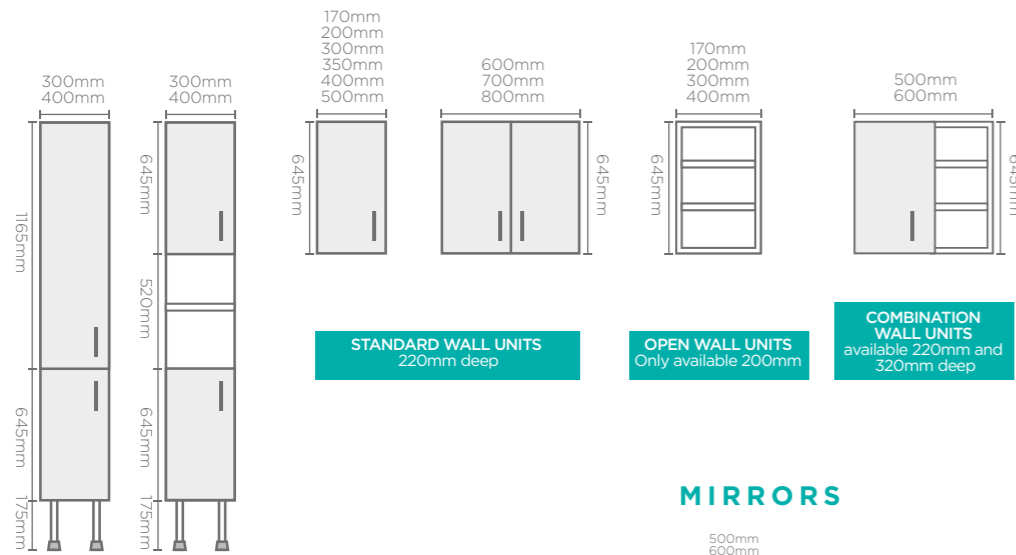 300mm
400mm
1165mm
645mm
175mm
300mm
400mm
645mm
520mm
645mm
175mm
170mm
200mm
300mm
350mm
400mm
500mm
645mm
600mm
700mm
800mm
645mm
STANDARD WALL UNITS
220mm deep
170mm
200mm
300mm
400mm
645mm
OPEN WALL UNITS
Only available 200mm
500mm
600mm
645mm
COMBINATION
WALL UNITS
available 220mm and
320mm deep
MIRRORS
500mm
600mm